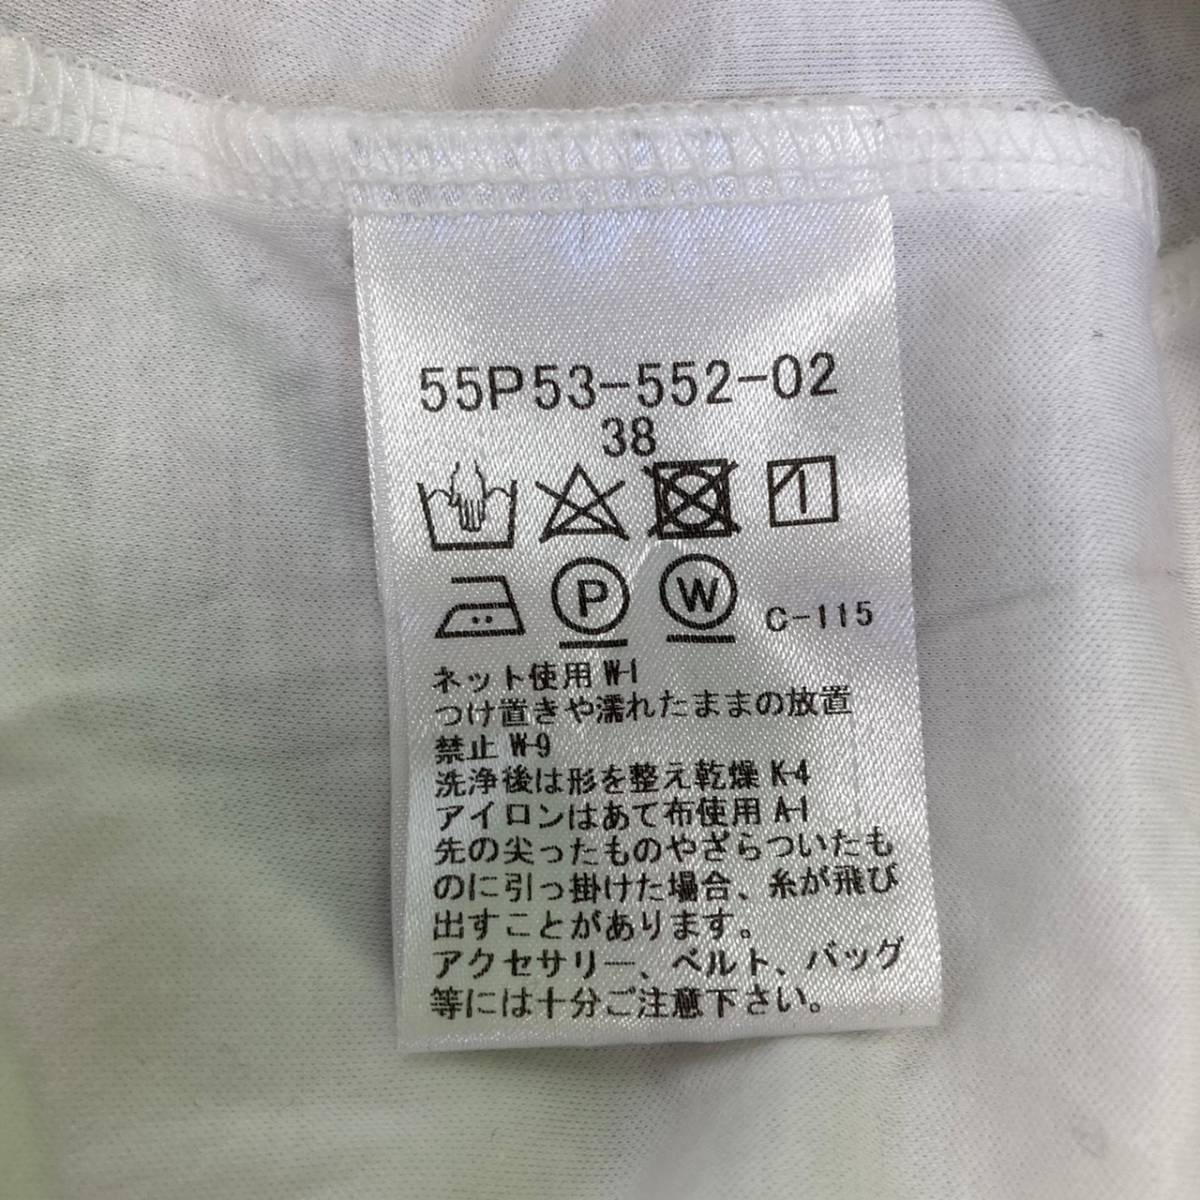 55P53-552-02
38
P W C-115
ネット使用 W-1
つけ置きや濡れたままの放置
禁止 W-9
洗浄後は形を整え乾燥 K-4
アイロンはあて布使用 A-1
先の尖ったものやざらついたも
のに引っ掛けた場合、糸が飛び
出すことがあります。
アクセサリー、ベルト、バッグ
等には十分ご注意下さい。